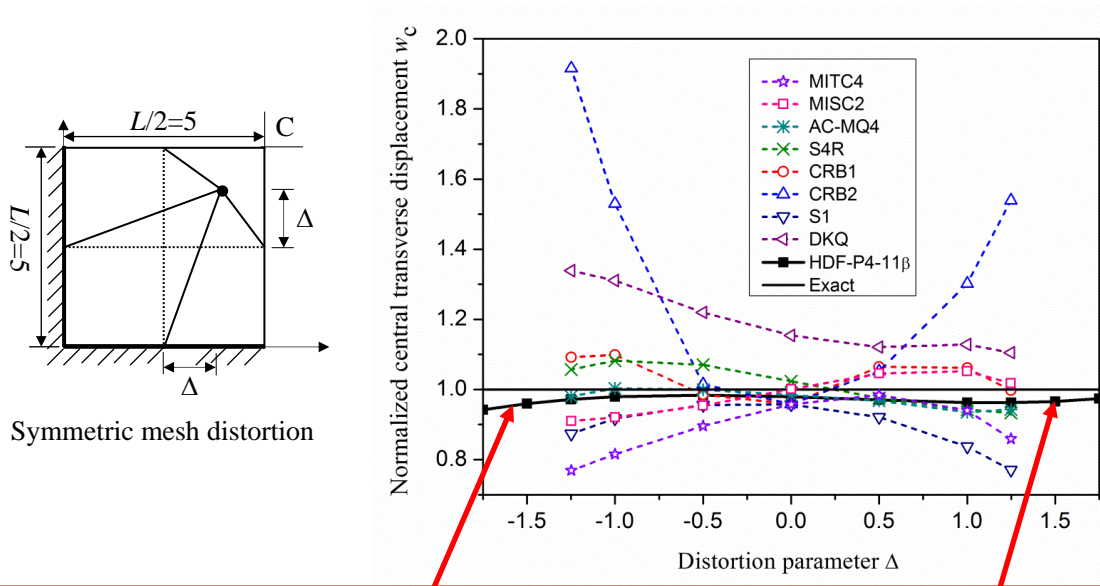 L/2=5
C
L/2=5
Δ
Δ
Symmetric mesh distortion
Normalized central transverse displacement wc
2.0
1.8
1.6
1.4
1.2
1.0
0.8
MITC4
MISC2
AC-MQ4
S4R
CRB1
CRB2
S1
DKQ
HDF-P4-11β
Exact
-1.5 -1.0 -0.5 0.0 0.5 1.0 1.5
Distortion parameter Δ